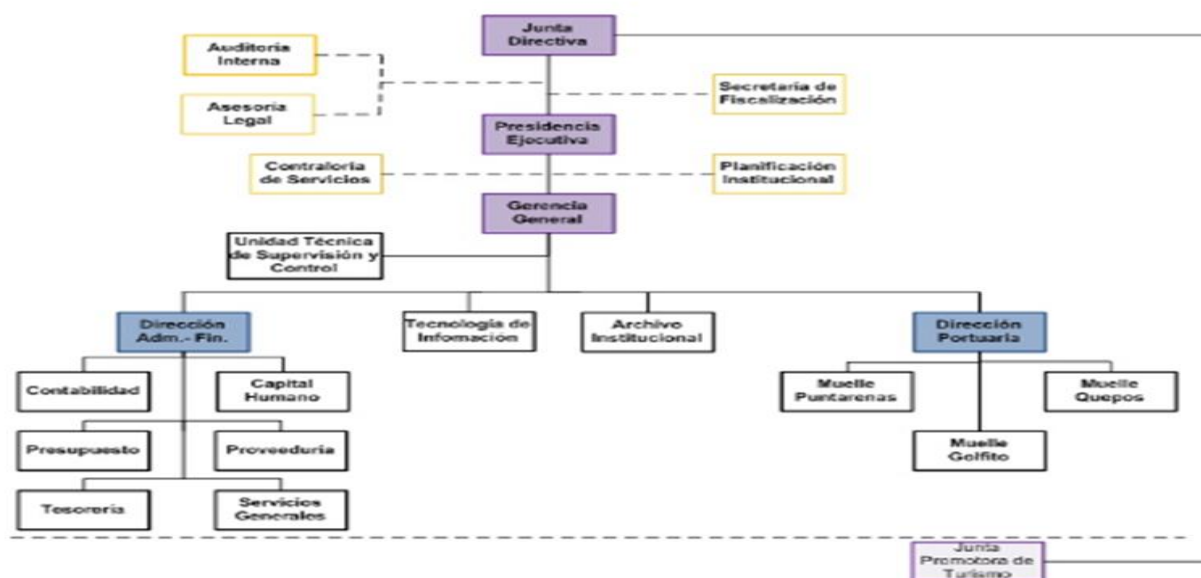 Junta
Directiva
Auditoría
Interna
Asesoría
Legal
Secretaria de
Fiscalización
Presidencia
Ejecutiva
Contraloría
de Servicios
Planificación
Institucional
Gerencia
General
Unidad Técnica
de Supervisión y
Control
Dirección
Adm.- Fin.
Tecnología de
Infomación
Archivo
Institucional
Dirección
Portuaria
Contabilidad
Capital
Humano
Muelle
Puntarenas
Muelle
Quepos
Presupuesto
Proveeduría
Muelle
Golfito
Tesorería
Servicios
Generales
Junta
Promotora de
Turismo